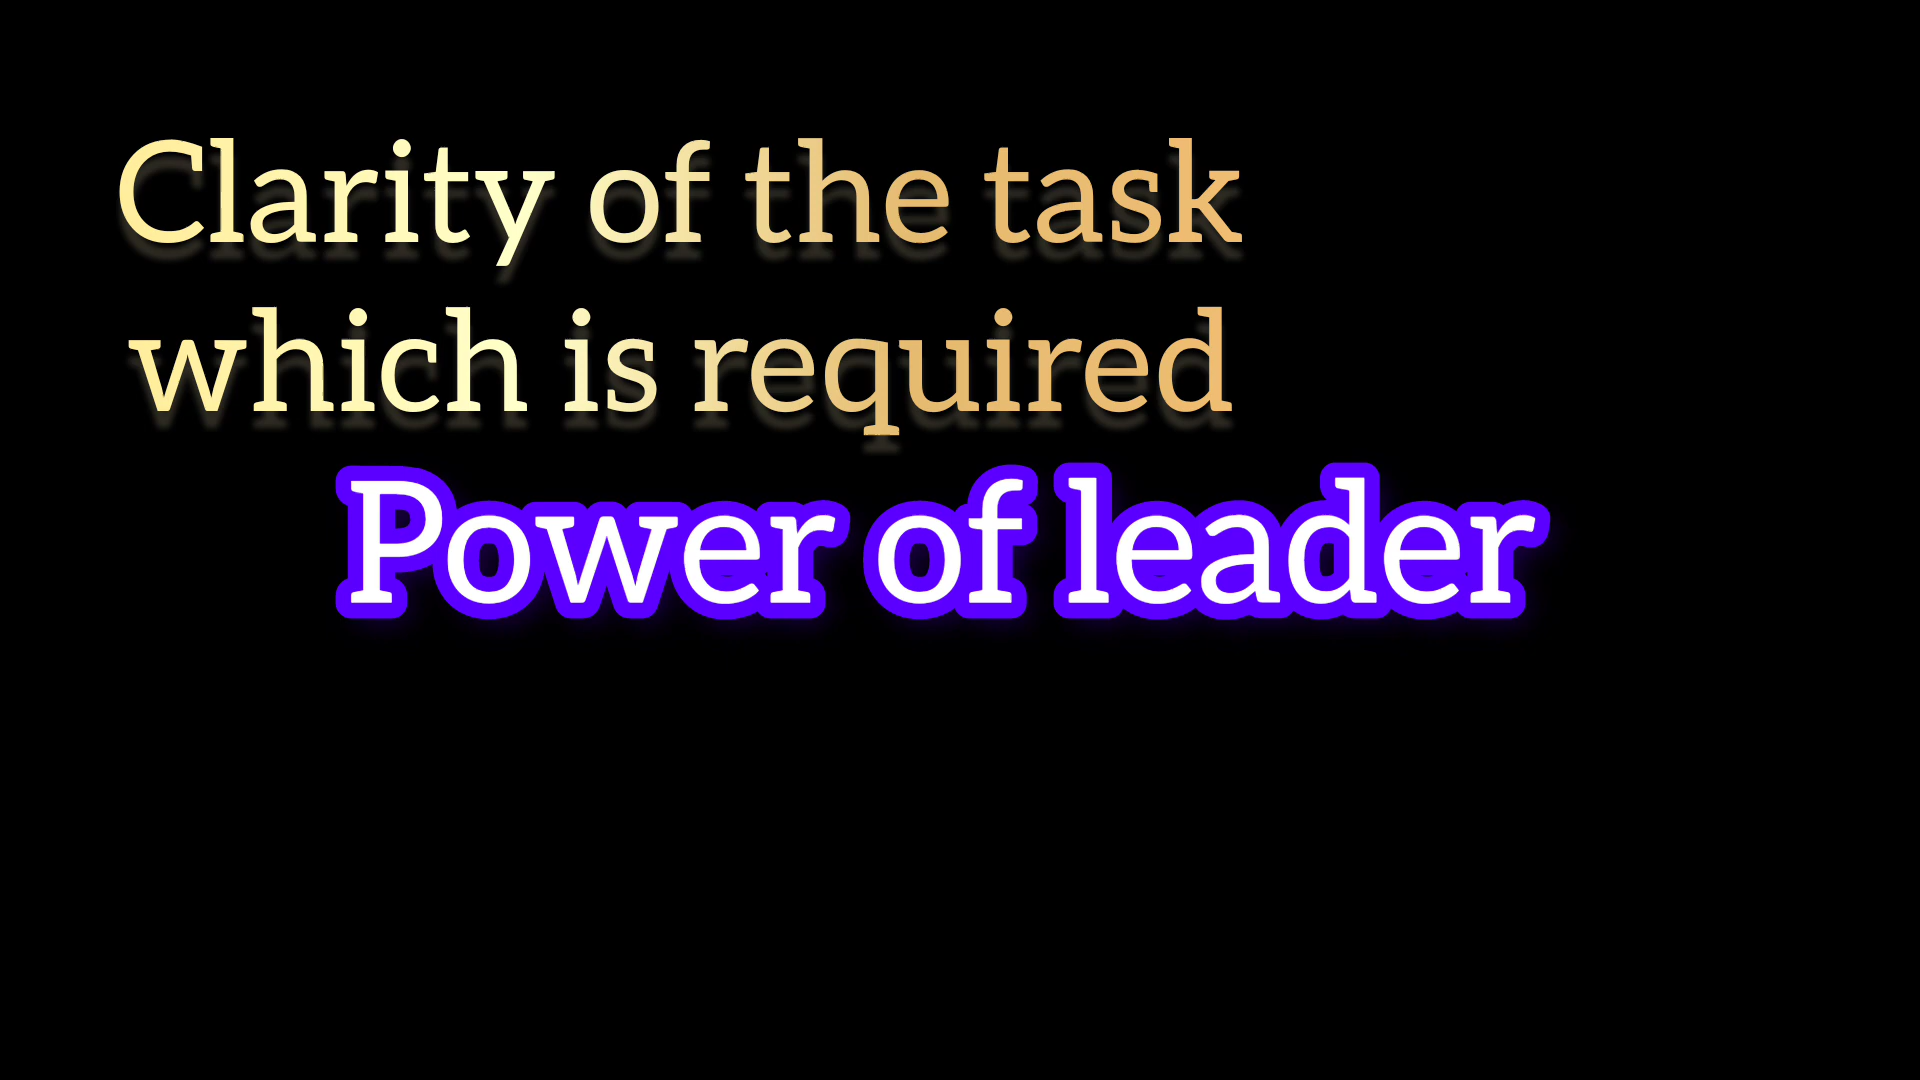 Clarity of the task
which is required
Power of leader